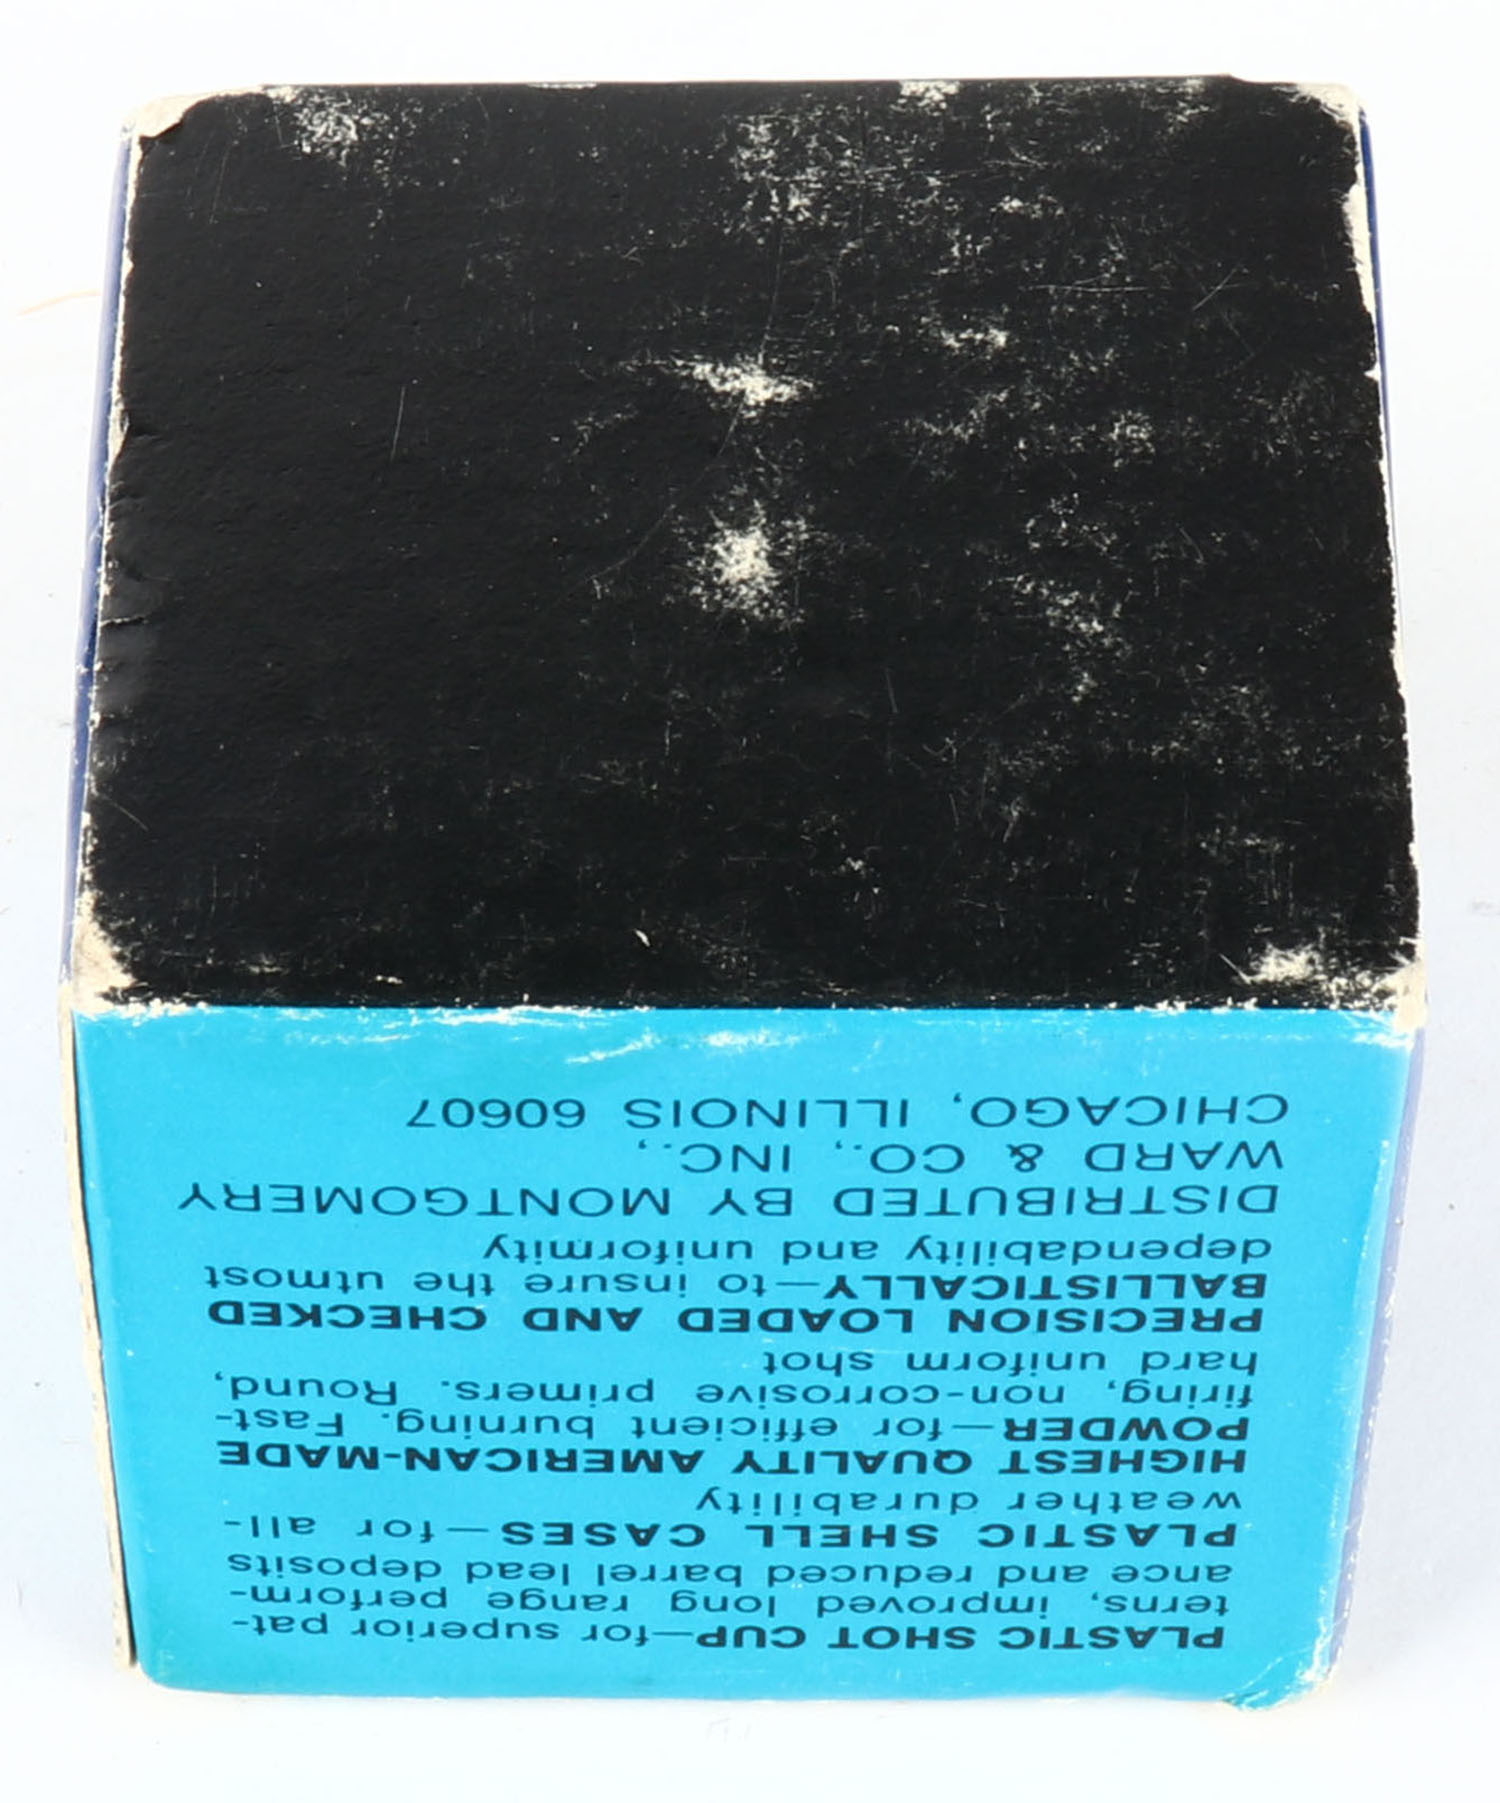 PLASTIC SHOT CUP—for superior pat-
terns, improved long range perform-
ance and reduced barrel lead deposits
PLASTIC SHELL CASES—for all-
weather durability
HIGHEST QUALITY AMERICAN-MADE
POWDER—for efficient burning. Fast-
firing, non-corrosive primers. Round,
hard uniform shot
PRECISION LOADED AND CHECKED
BALLISTICALLY—to insure the utmost
dependability and uniformity
DISTRIBUTED BY MONTGOMERY
WARD & CO., INC.,
CHICAGO, ILLINOIS 60607